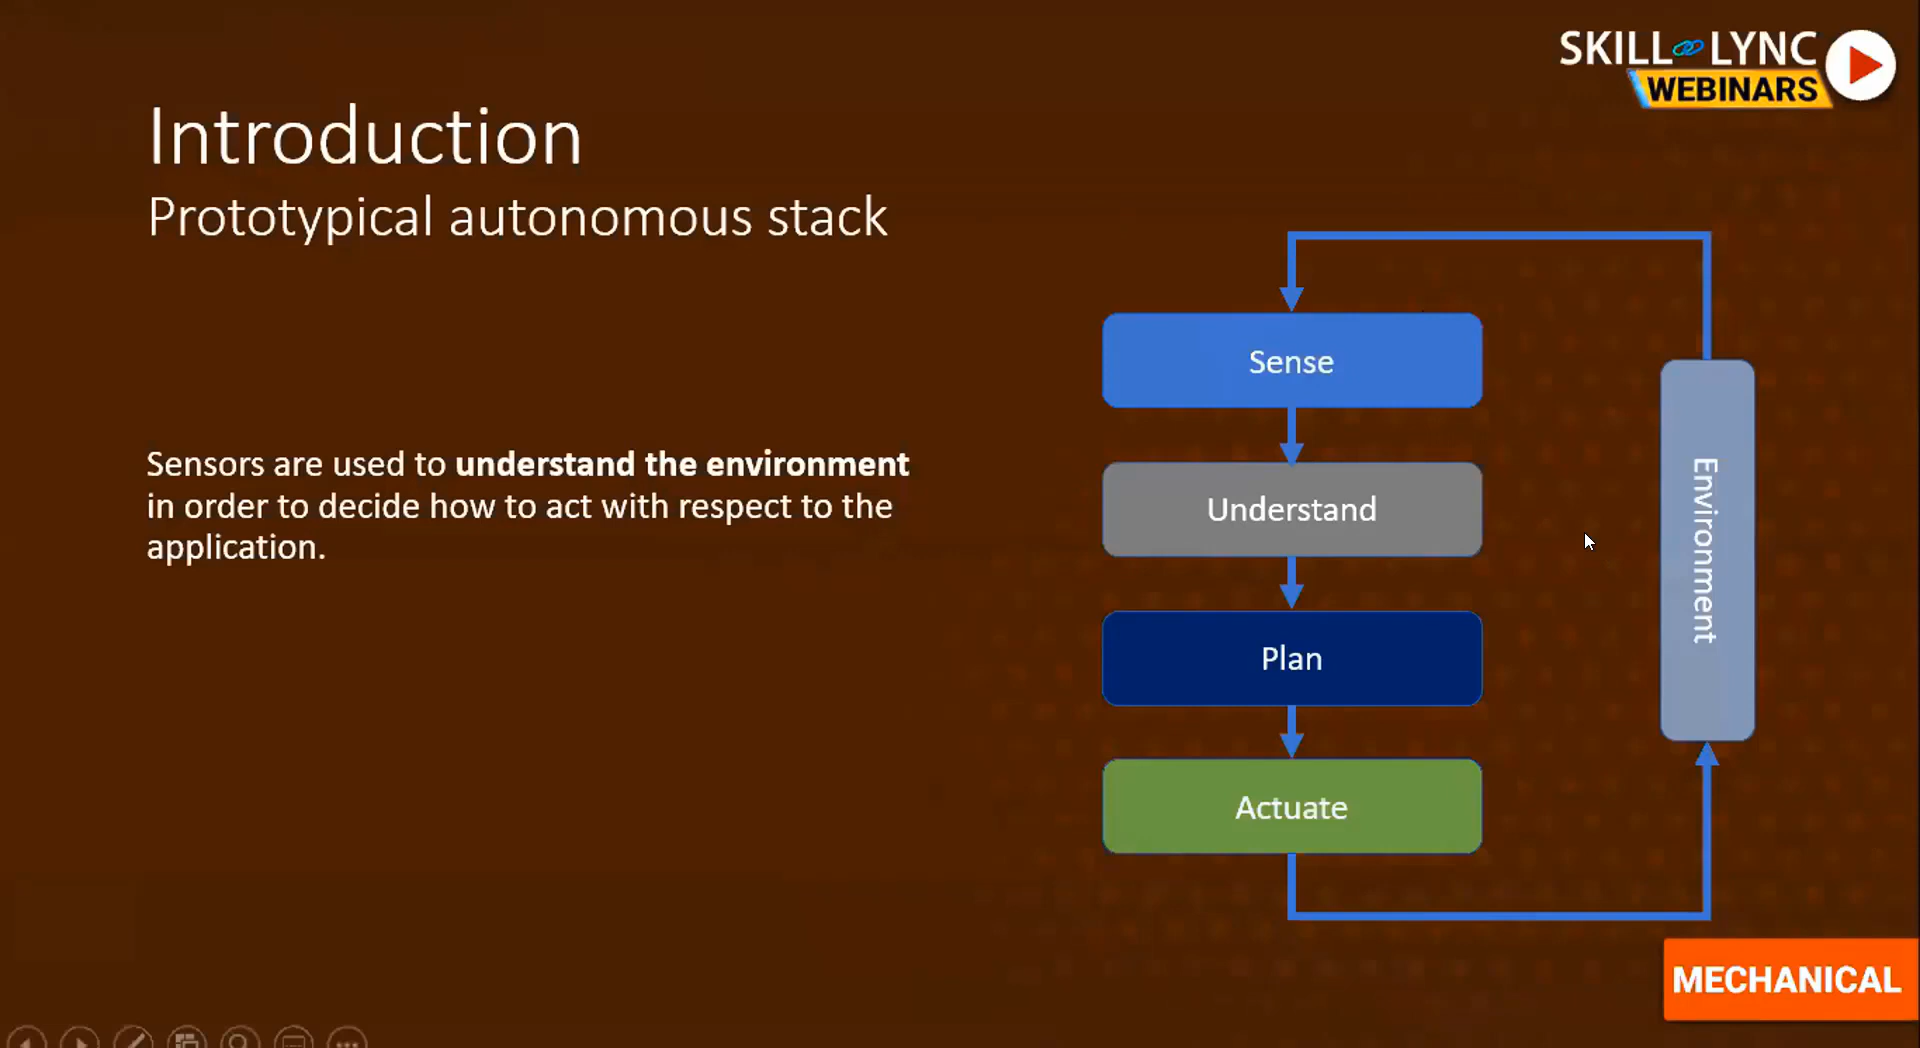 SKILL LYNC
WEBINARS
Introduction
Prototypical autonomous stack
Sensors are used to understand the environment
in order to decide how to act with respect to the
application.
Sense
Understand
Plan
Actuate
Environment
MECHANICAL